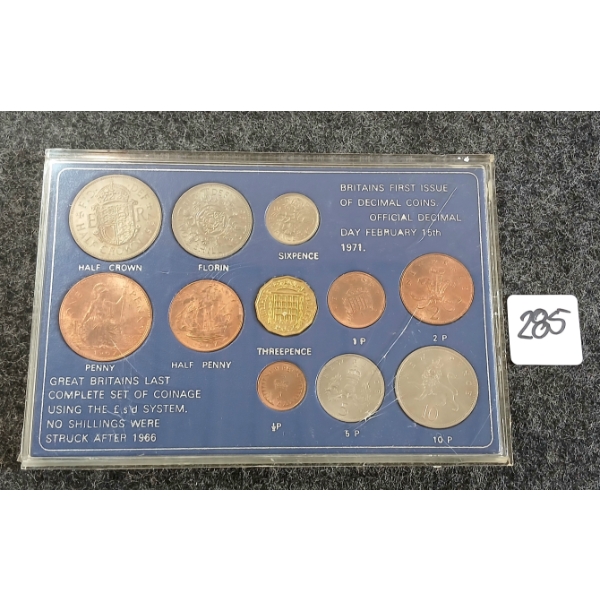 BRITAINS FIRST ISSUE
OF DECIMAL COINS.
OFFICIAL DECIMAL
DAY FEBRUARY 15th
1971.
HALF CROWN
FLORIN
SIXPENCE
PENNY
HALF PENNY
THREEPENCE
1 P
2 P
GREAT BRITAINS LAST
COMPLETE SET OF COINAGE
USING THE £sd SYSTEM.
NO SHILLINGS WERE
STRUCK AFTER 1966
½P
5 P
10 P
10
285